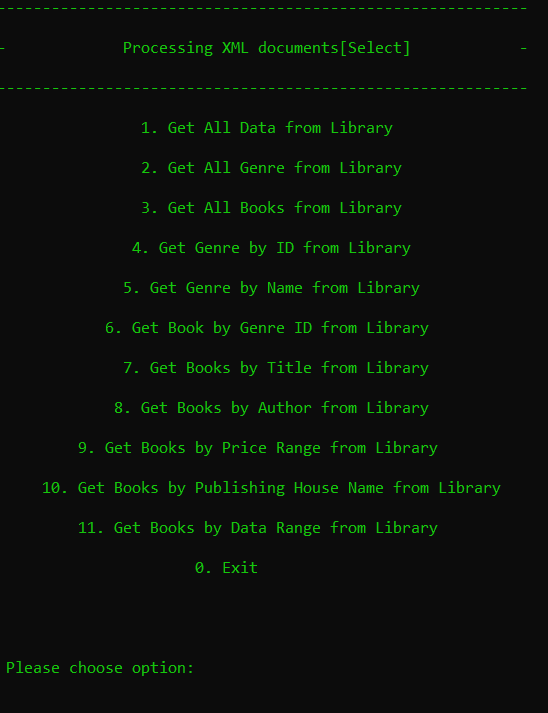 -----------------------------------------------------------
- Processing XML documents[Select] -
-----------------------------------------------------------
1. Get All Data from Library
2. Get All Genre from Library
3. Get All Books from Library
4. Get Genre by ID from Library
5. Get Genre by Name from Library
6. Get Book by Genre ID from Library
7. Get Books by Title from Library
8. Get Books by Author from Library
9. Get Books by Price Range from Library
10. Get Books by Publishing House Name from Library
11. Get Books by Data Range from Library
0. Exit
Please choose option: